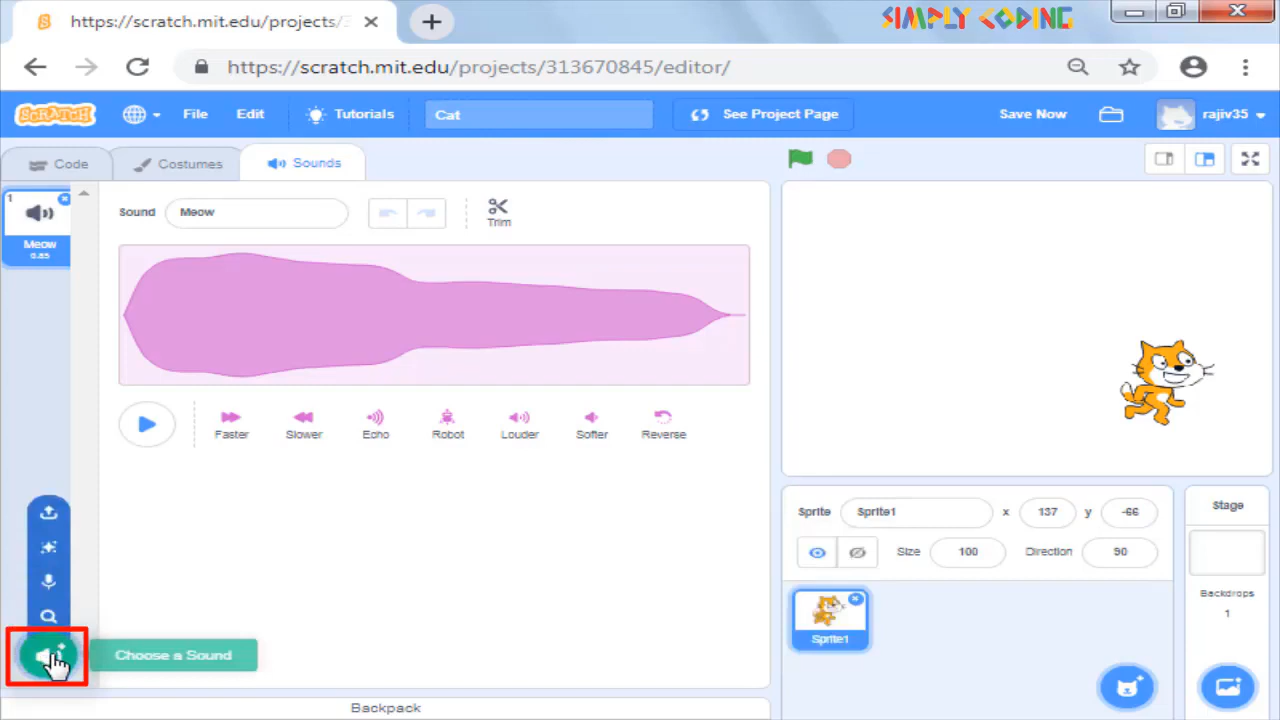 https://scratch.mit.edu/projects/3
SIMPLY CODING
https://scratch.mit.edu/projects/313670845/editor/
SCRATCH
File
Edit
Tutorials
Cat
See Project Page
Save Now
rajiv35
Code
Costumes
Sounds
1
Meow
0.85
Sound
Meow
Trim
Faster
Slower
Echo
Robot
Louder
Softer
Reverse
Choose a Sound
Backpack
Sprite
Sprite1
x
137
y
-66
Size
100
Direction
90
Sprite1
Stage
Backdrops
1